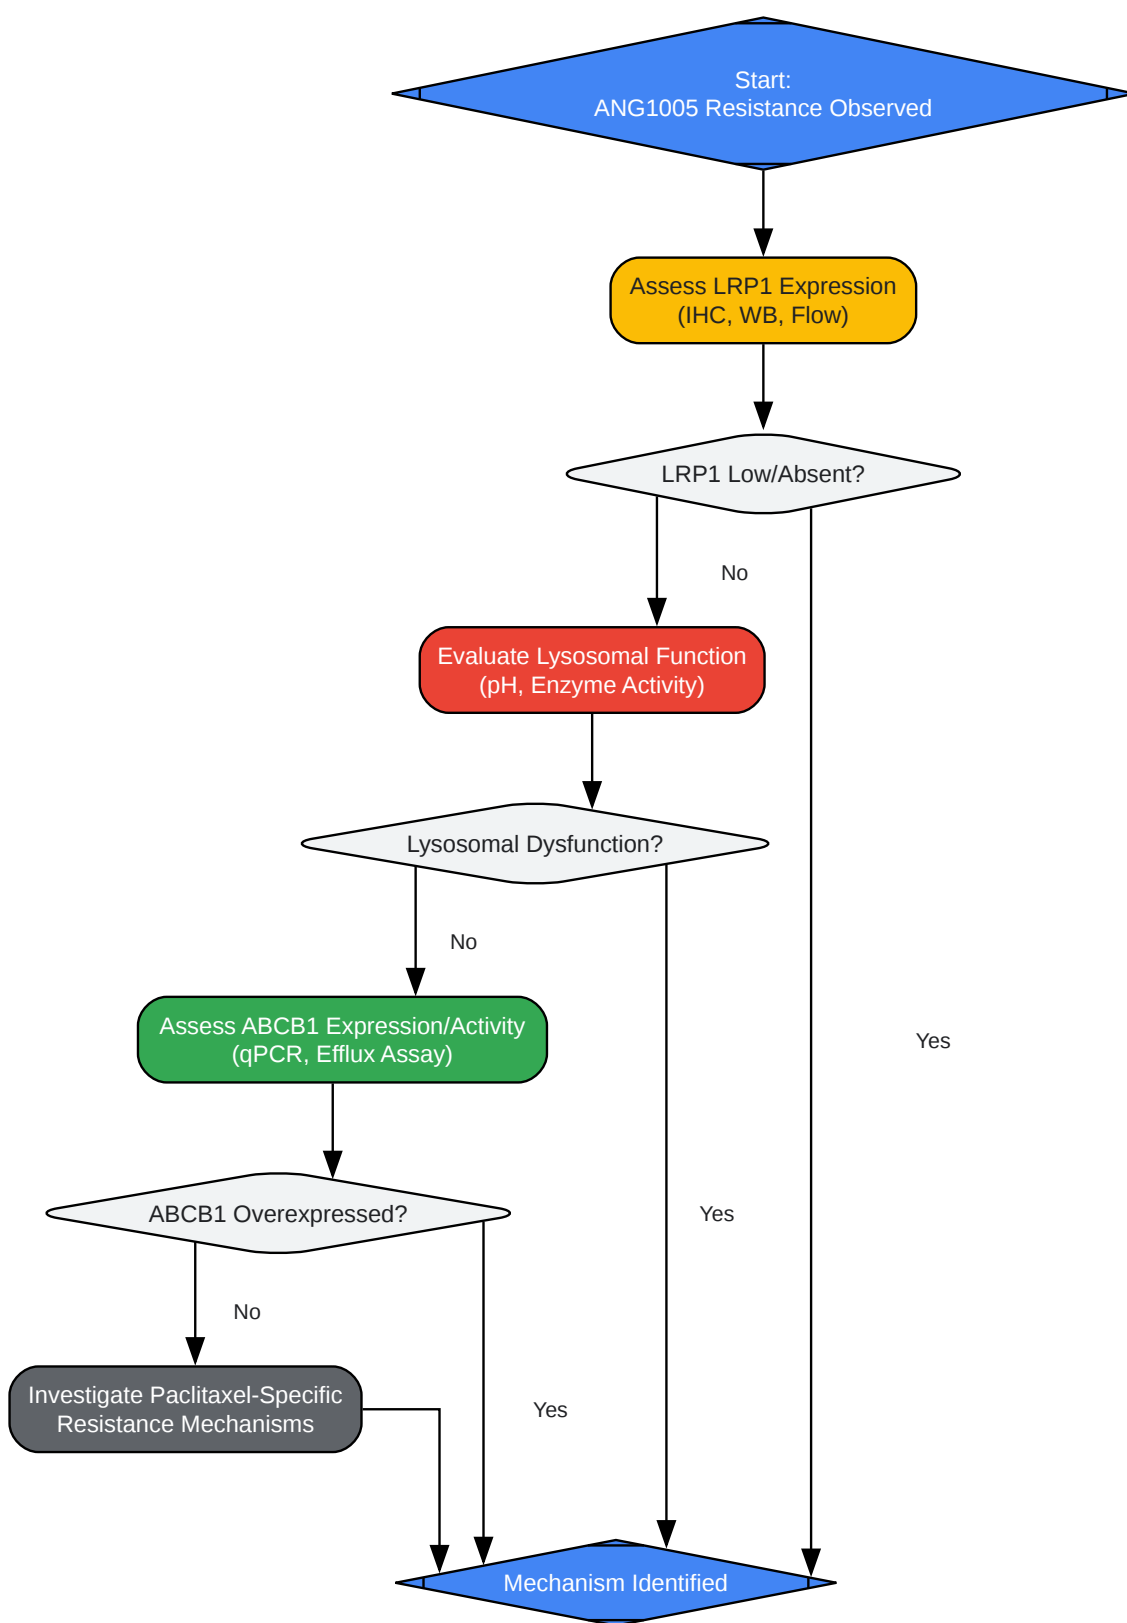 Start:
ANG1005 Resistance Observed
Assess LRP1 Expression
(IHC, WB, Flow)
LRP1 Low/Absent?
No
Evaluate Lysosomal Function
(pH, Enzyme Activity)
Lysosomal Dysfunction?
No
Assess ABCB1 Expression/Activity
(qPCR, Efflux Assay)
Yes
ABCB1 Overexpressed?
Yes
No
Investigate Paclitaxel-Specific
Resistance Mechanisms
Yes
Mechanism Identified